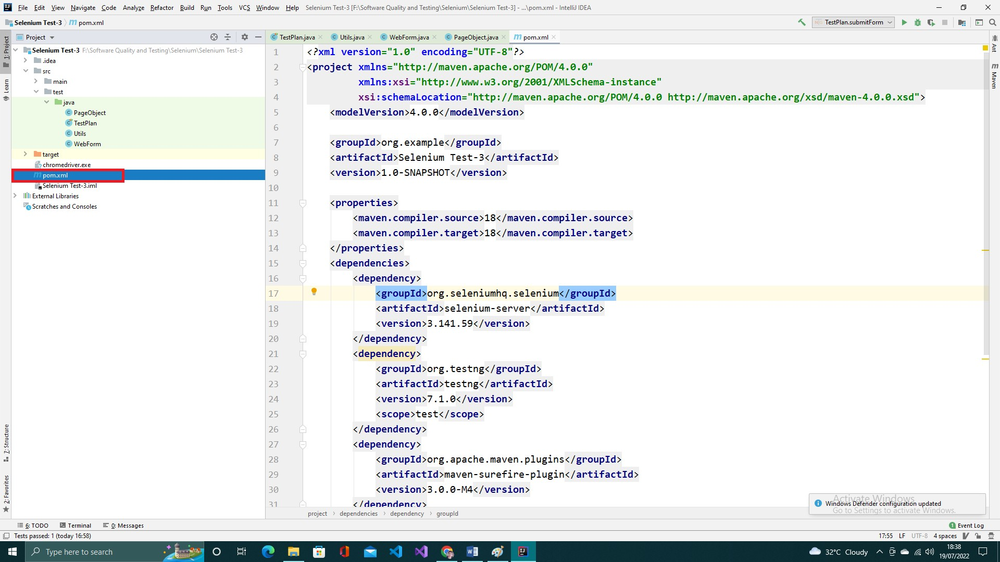 File Edit View Navigate Code Analyze Refactor Build Run Tools VCS Window Help Selenium Test-3 [F:\Software Quality and Testing\Selenium\Selenium Test-3] - ...\pom.xml - IntelliJ IDEA
Selenium Test-3 pom.xml TestPlan.submitForm
Project TestPlan.java Utils.java WebForm.java PageObject.java pom.xml
1: Project
Learn
7: Structure
2: Favorites
Ant
Maven
Selenium Test-3 F:\Software Quality and Testing\Selenium\Selenium Test-3
.idea
src
main
test
java
PageObject
TestPlan
Utils
WebForm
target
chromedriver.exe
pom.xml
Selenium Test-3.iml
External Libraries
Scratches and Consoles
1 <?xml version="1.0" encoding="UTF-8"?>
2 <project xmlns="http://maven.apache.org/POM/4.0.0"
3 xmlns:xsi="http://www.w3.org/2001/XMLSchema-instance"
4 xsi:schemaLocation="http://maven.apache.org/POM/4.0.0 http://maven.apache.org/xsd/maven-4.0.0.xsd">
5 <modelVersion>4.0.0</modelVersion>
6
7 <groupId>org.example</groupId>
8 <artifactId>Selenium Test-3</artifactId>
9 <version>1.0-SNAPSHOT</version>
10
11 <properties>
12 <maven.compiler.source>18</maven.compiler.source>
13 <maven.compiler.target>18</maven.compiler.target>
14 </properties>
15 <dependencies>
16 <dependency>
17 <groupId>org.seleniumhq.selenium</groupId>
18 <artifactId>selenium-server</artifactId>
19 <version>3.141.59</version>
20 </dependency>
21 <dependency>
22 <groupId>org.testng</groupId>
23 <artifactId>testng</artifactId>
24 <version>7.1.0</version>
25 <scope>test</scope>
26 </dependency>
27 <dependency>
28 <groupId>org.apache.maven.plugins</groupId>
29 <artifactId>maven-surefire-plugin</artifactId>
30 <version>3.0.0-M4</version>
31 </dependency>
Activate Windows
Windows Defender configuration updated
Go to Settings to activate Windows.
project dependencies dependency groupId
6: TODO Terminal 0: Messages Event Log
Tests passed: 1 (today 16:58) 17:55 LF UTF-8 4 spaces
Type here to search 32°C Cloudy 18:38
19/07/2022